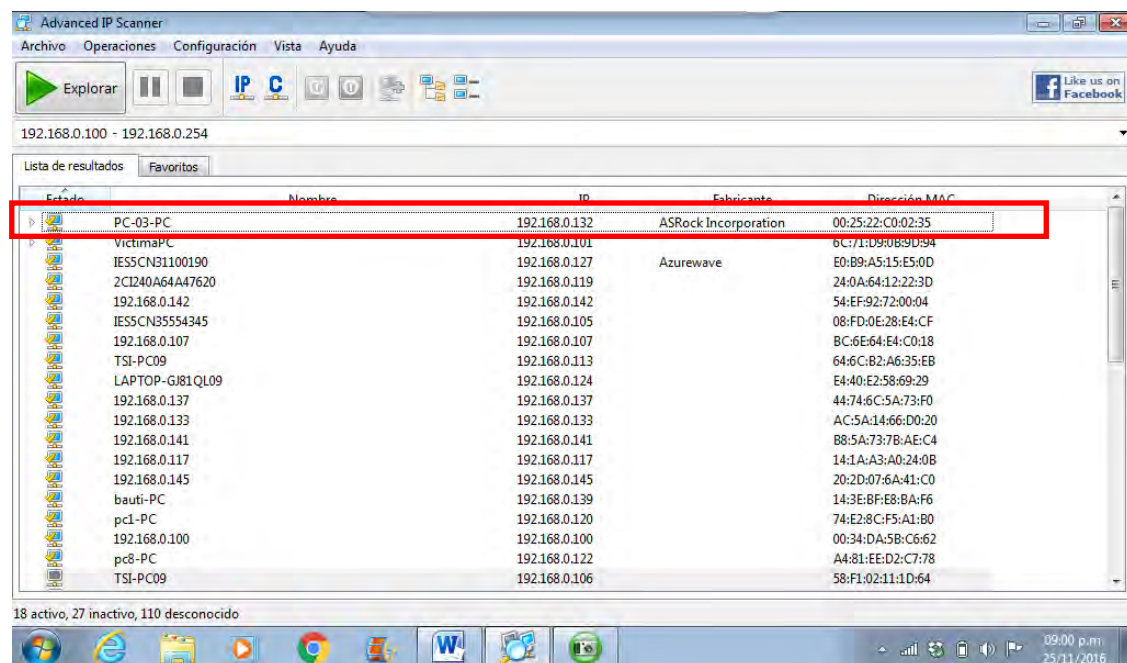 Advanced IP Scanner
Archivo Operaciones Configuración Vista Ayuda
Explorar IP C Like us on
Facebook
192.168.0.100 - 192.168.0.254
Lista de resultados Favoritos
Estado Nombre IP Fabricante Dirección MAC
PC-03-PC 192.168.0.132 ASRock Incorporation 00:25:22:C0:02:35
VictimaPC 192.168.0.101 6C:71:D9:0B:9D:94
IES5CN31100190 192.168.0.127 Azurewave E0:B9:A5:15:E5:0D
2CI240A64A47620 192.168.0.119 24:0A:64:12:22:3D
192.168.0.142 192.168.0.142 54:EF:92:72:00:04
IES5CN35554345 192.168.0.105 08:FD:0E:28:E4:CF
192.168.0.107 192.168.0.107 BC:6E:64:E4:C0:18
TSI-PC09 192.168.0.113 64:6C:B2:A6:35:EB
LAPTOP-GJ81QL09 192.168.0.124 E4:40:E2:58:69:29
192.168.0.137 192.168.0.137 44:74:6C:5A:73:F0
192.168.0.133 192.168.0.133 AC:5A:14:66:D0:20
192.168.0.141 192.168.0.141 B8:5A:73:7B:AE:C4
192.168.0.117 192.168.0.117 14:1A:A3:A0:24:0B
192.168.0.145 192.168.0.145 20:2D:07:6A:41:C0
bauti-PC 192.168.0.139 14:3E:BF:E8:BA:F6
pc1-PC 192.168.0.120 74:E2:8C:F5:A1:B0
192.168.0.100 192.168.0.100 00:34:DA:5B:C6:62
pc8-PC 192.168.0.122 A4:81:EE:D2:C7:78
TSI-PC09 192.168.0.106 58:F1:02:11:1D:64
18 activo, 27 inactivo, 110 desconocido
09:00 p.m.
25/11/2016